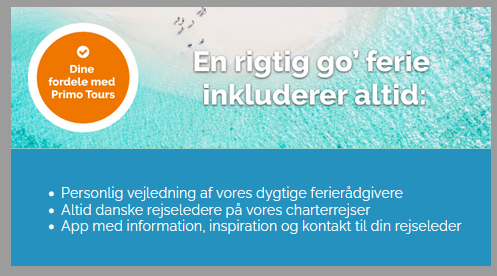 Dine
fordele med
Primo Tours
En rigtig go' ferie
inkluderer altid:
• Personlig vejledning af vores dygtige ferierådgivere
• Altid danske rejseledere på vores charterrejser
• App med information, inspiration og kontakt til din rejseleder